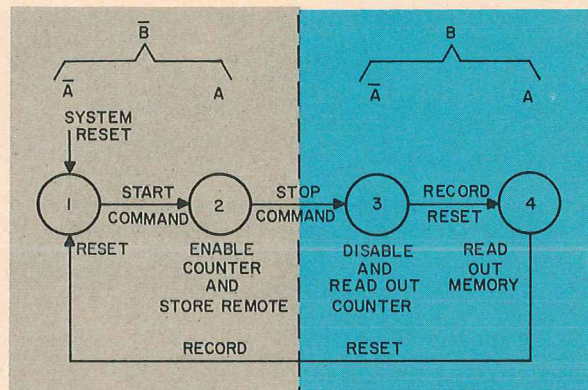 B̅ B
A̅ A A̅ A
SYSTEM
RESET
1 START 2 STOP 3 RECORD 4
COMMAND COMMAND RESET
RESET ENABLE DISABLE READ
COUNTER AND OUT
AND READ OUT MEMORY
STORE REMOTE COUNTER
RECORD RESET